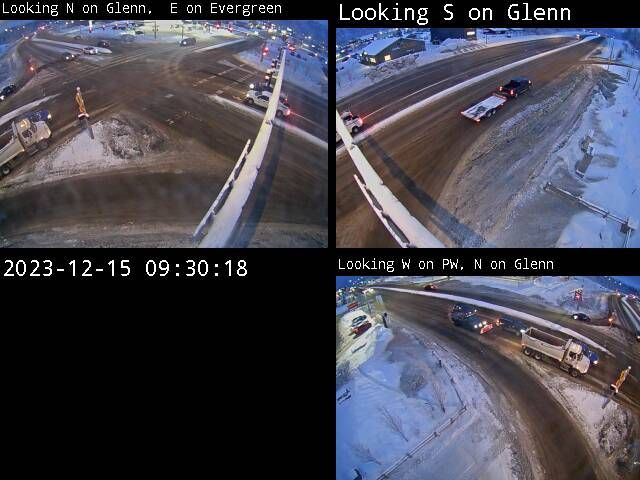 Looking N on Glenn,  E on Evergreen
Looking S on Glenn
2023-12-15 09:30:18
Looking W on PW, N on Glenn